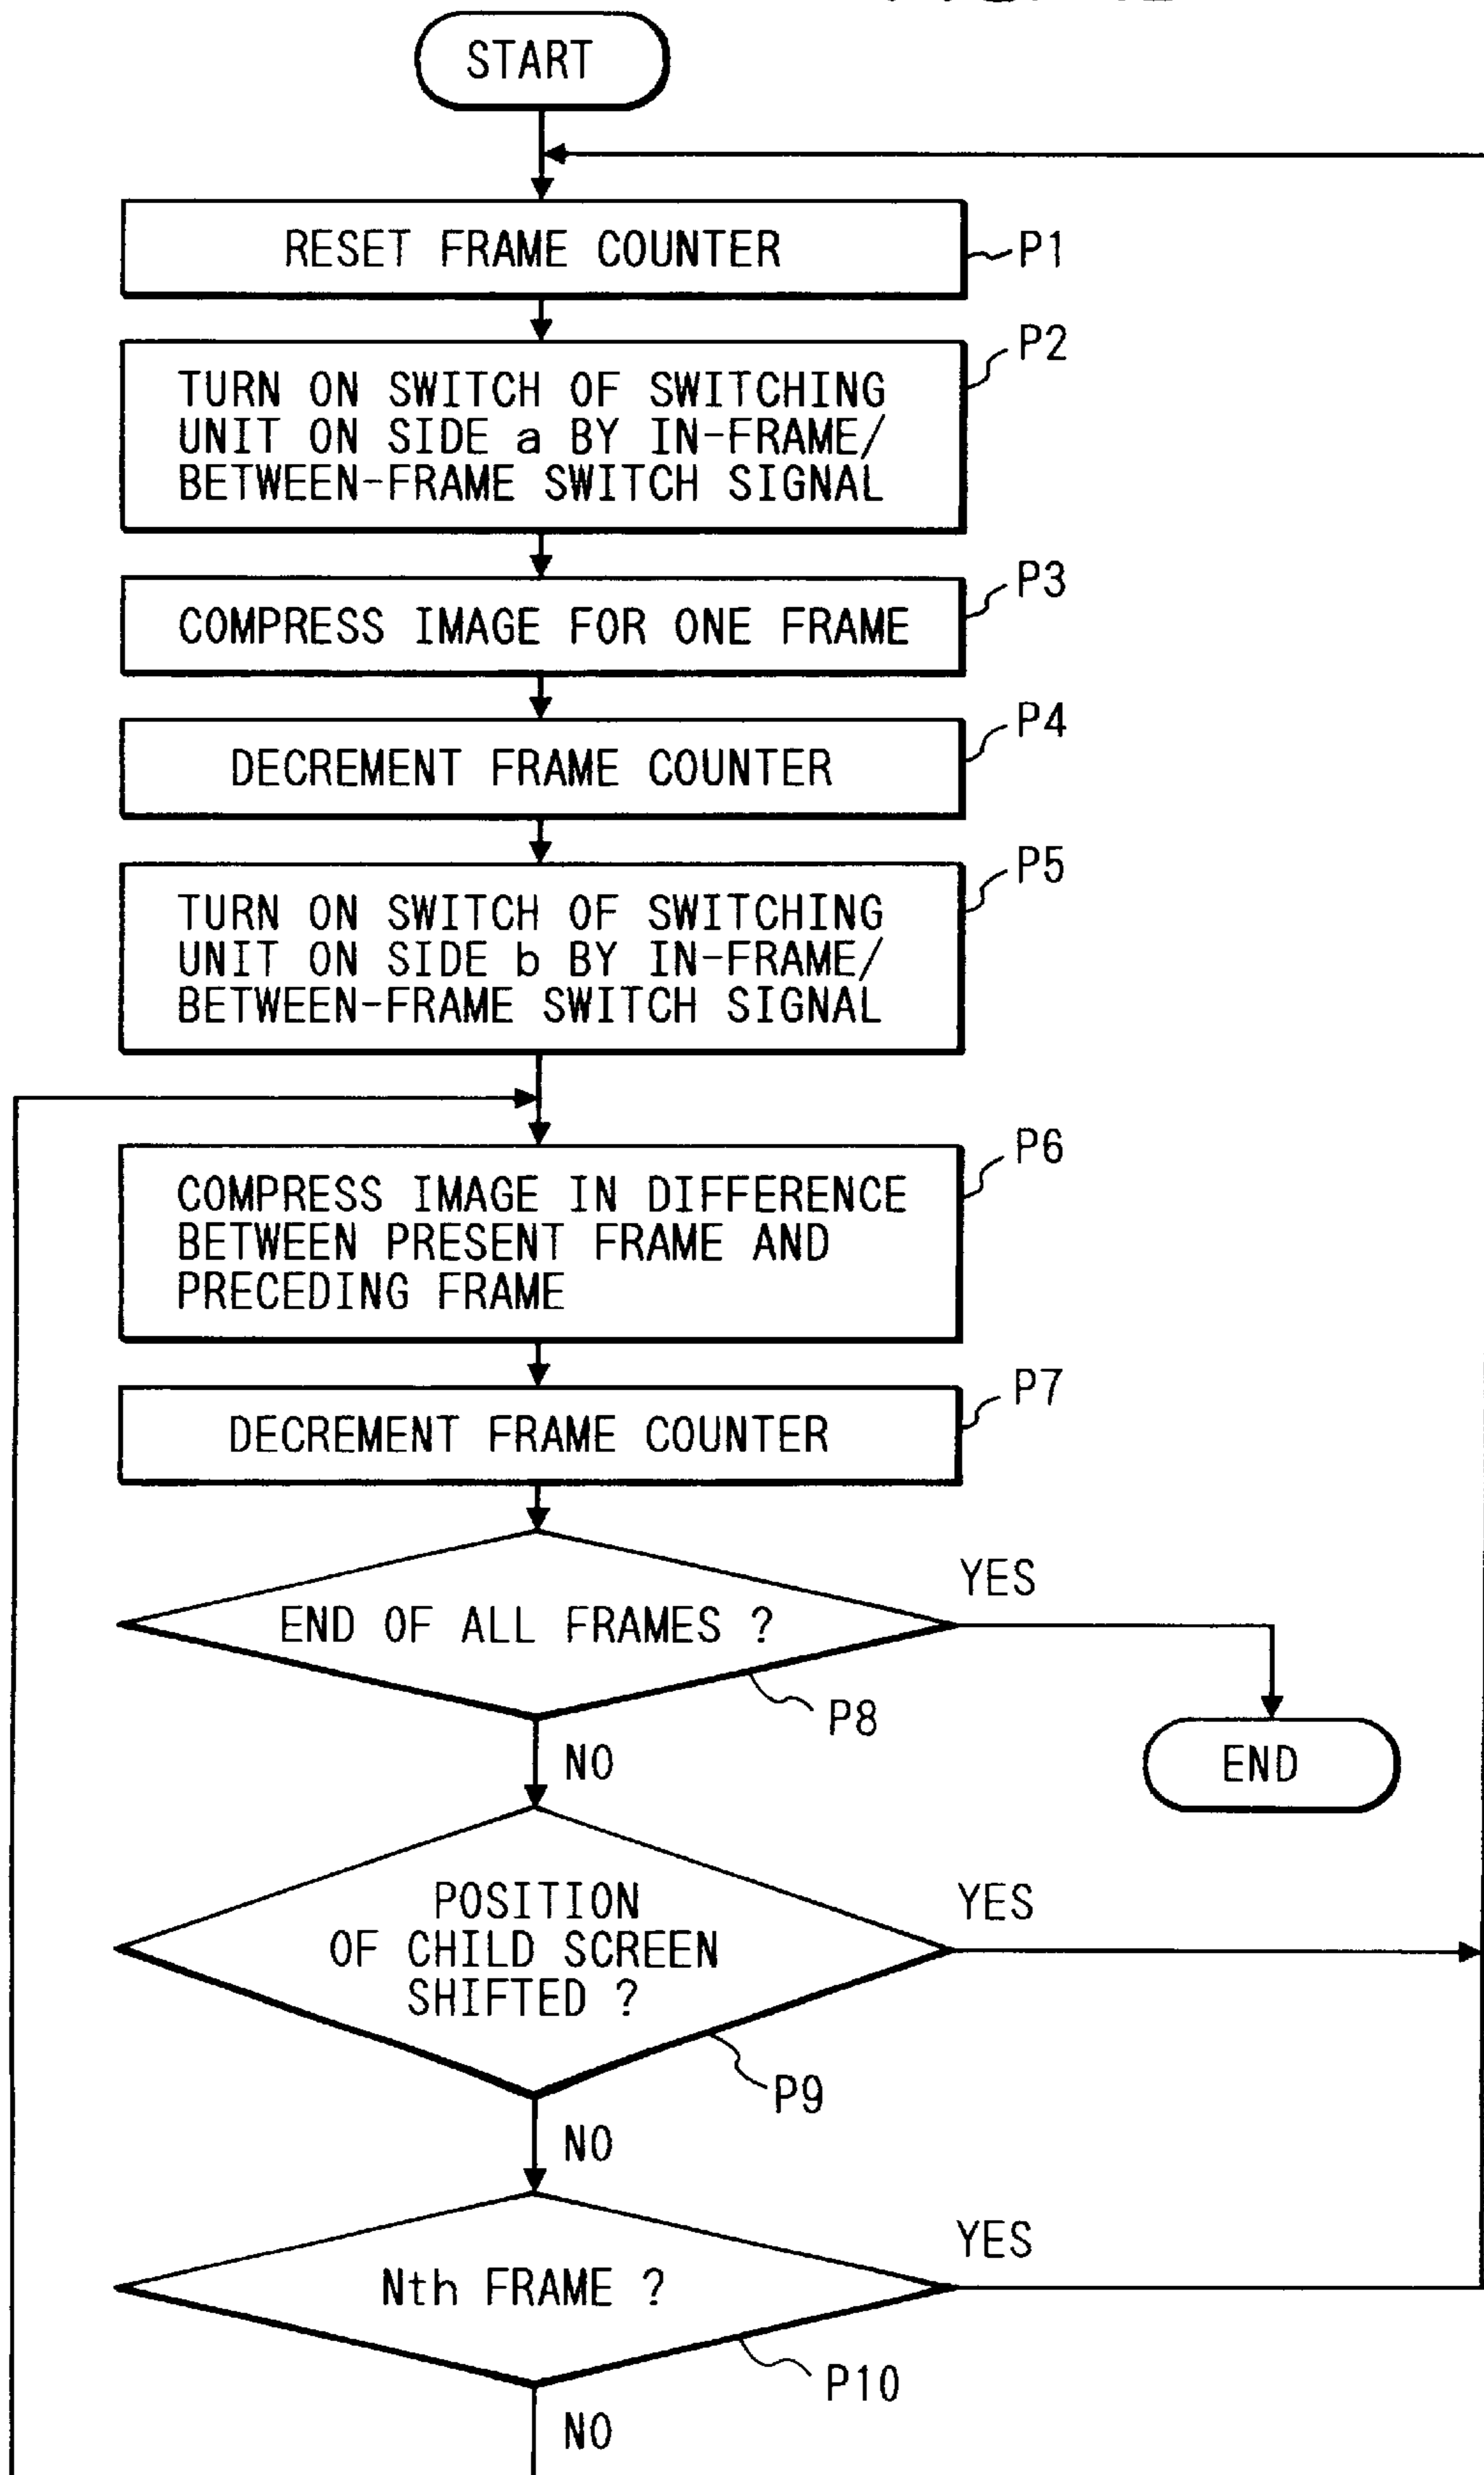 START
RESET FRAME COUNTER
P1
P2
TURN ON SWITCH OF SWITCHING
UNIT ON SIDE a BY IN-FRAME/
BETWEEN-FRAME SWITCH SIGNAL
P3
COMPRESS IMAGE FOR ONE FRAME
P4
DECREMENT FRAME COUNTER
P5
TURN ON SWITCH OF SWITCHING
UNIT ON SIDE b BY IN-FRAME/
BETWEEN-FRAME SWITCH SIGNAL
P6
COMPRESS IMAGE IN DIFFERENCE
BETWEEN PRESENT FRAME AND
PRECEDING FRAME
P7
DECREMENT FRAME COUNTER
YES
END OF ALL FRAMES ?
P8
NO
END
POSITION
OF CHILD SCREEN
SHIFTED ?
YES
P9
NO
YES
Nth FRAME ?
P10
NO